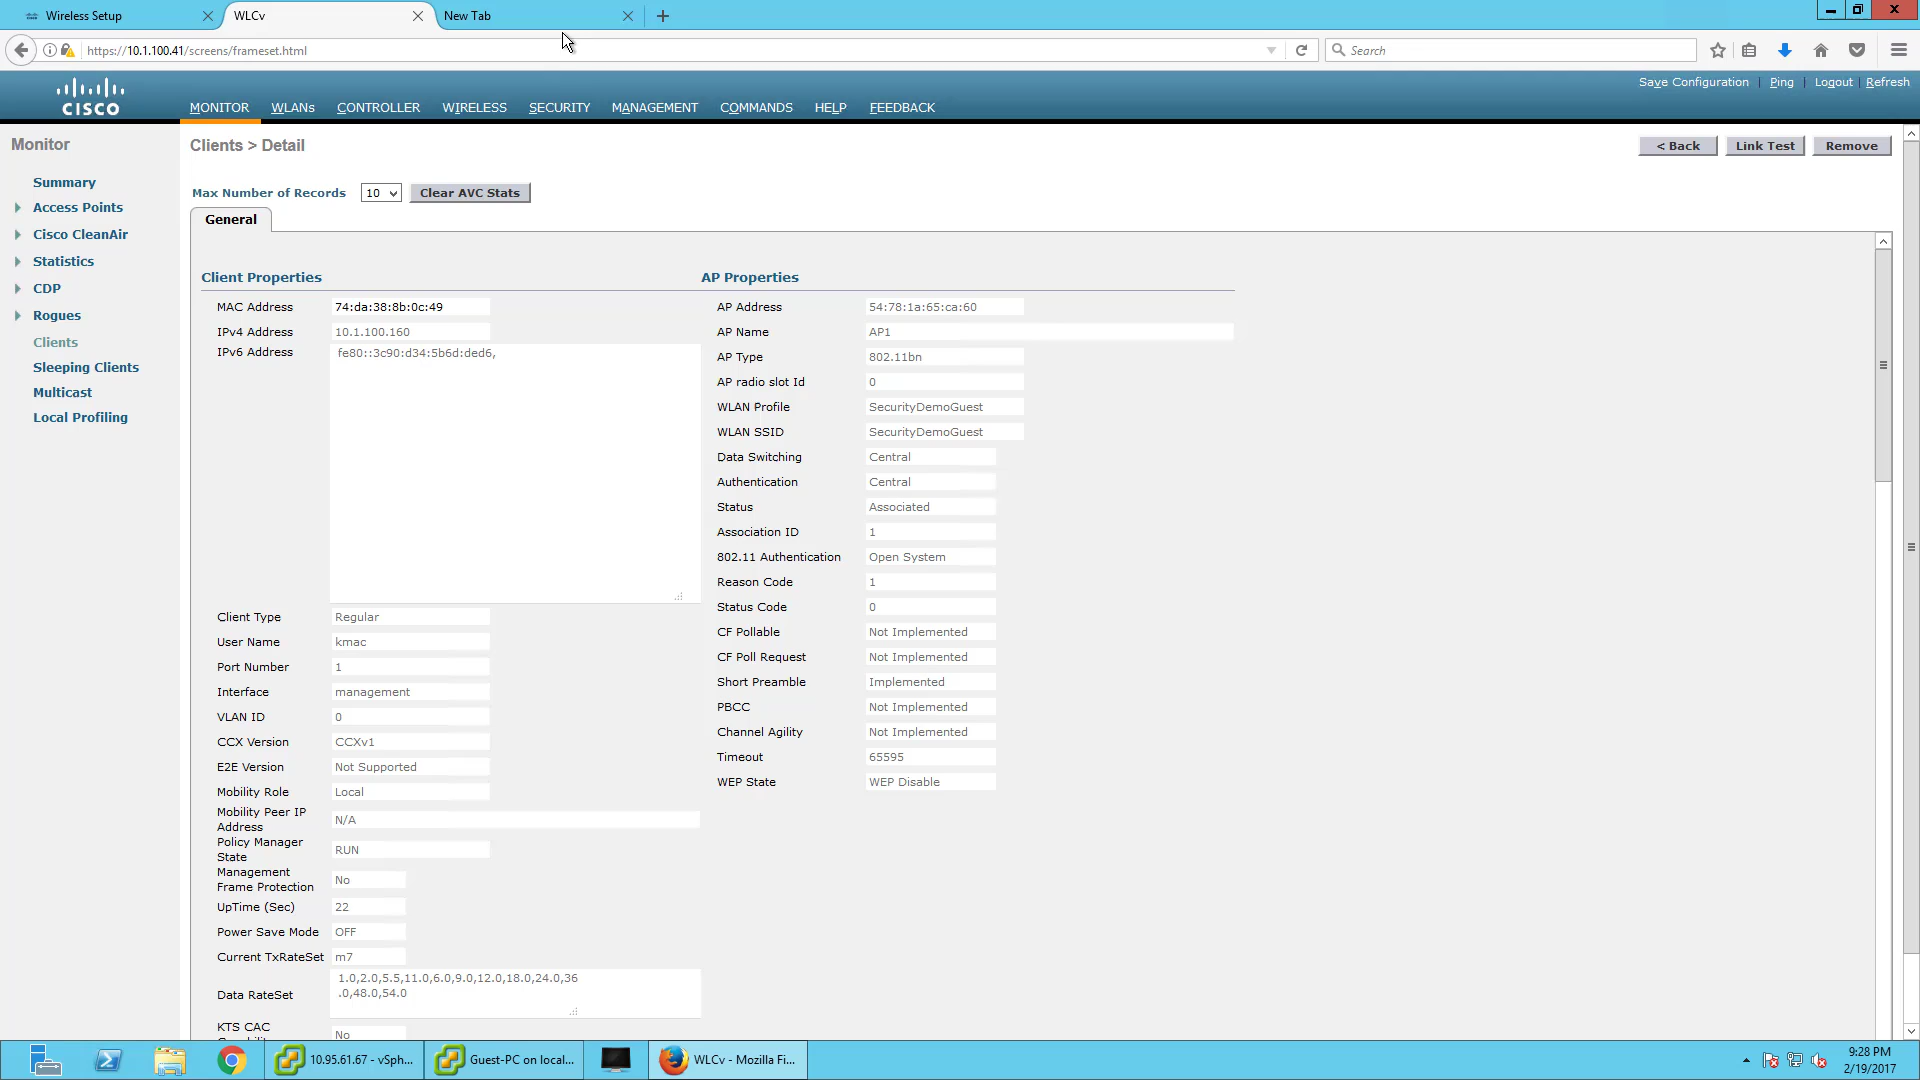 Wireless Setup
WLCv
New Tab
https://10.1.100.41/screens/frameset.html
Search
Save Configuration | Ping | Logout | Refresh
CISCO
MONITOR WLANs CONTROLLER WIRELESS SECURITY MANAGEMENT COMMANDS HELP FEEDBACK
Monitor
Summary
Access Points
Cisco CleanAir
Statistics
CDP
Rogues
Clients
Sleeping Clients
Multicast
Local Profiling
Clients > Detail
< Back
Link Test
Remove
Max Number of Records 10 Clear AVC Stats
General
Client Properties
MAC Address 74:da:38:8b:0c:49
IPv4 Address 10.1.100.160
IPv6 Address fe80::3c90:d34:5b6d:ded6,
Client Type Regular
User Name kmac
Port Number 1
Interface management
VLAN ID 0
CCX Version CCXv1
E2E Version Not Supported
Mobility Role Local
Mobility Peer IP
Address N/A
Policy Manager
State RUN
Management
Frame Protection No
UpTime (Sec) 22
Power Save Mode OFF
Current TxRateSet m7
Data RateSet 1.0,2.0,5.5,11.0,6.0,9.0,12.0,18.0,24.0,36
.0,48.0,54.0
KTS CAC
No
AP Properties
AP Address 54:78:1a:65:ca:60
AP Name AP1
AP Type 802.11bn
AP radio slot Id 0
WLAN Profile SecurityDemoGuest
WLAN SSID SecurityDemoGuest
Data Switching Central
Authentication Central
Status Associated
Association ID 1
802.11 Authentication Open System
Reason Code 1
Status Code 0
CF Pollable Not Implemented
CF Poll Request Not Implemented
Short Preamble Implemented
PBCC Not Implemented
Channel Agility Not Implemented
Timeout 65595
WEP State WEP Disable
10.95.61.67 - vSph...
Guest-PC on local...
WLCv - Mozilla Fi...
9:28 PM
2/19/2017